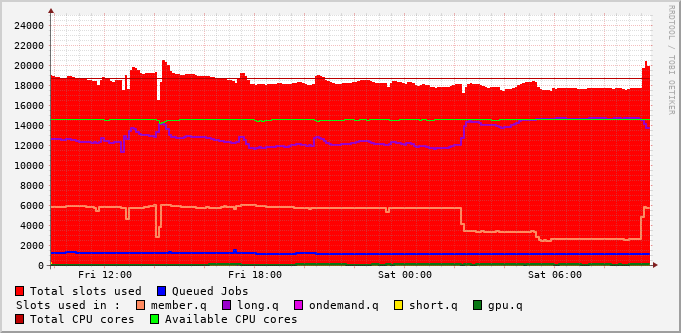 24000
22000
20000
18000
16000
14000
12000
10000
8000
6000
4000
2000
0
Fri 12:00 Fri 18:00 Sat 00:00 Sat 06:00
Total slots used Queued Jobs
Slots used in : member.q long.q ondemand.q short.q gpu.q
Total CPU cores Available CPU cores
RRDTOOL / TOBI OETIKER